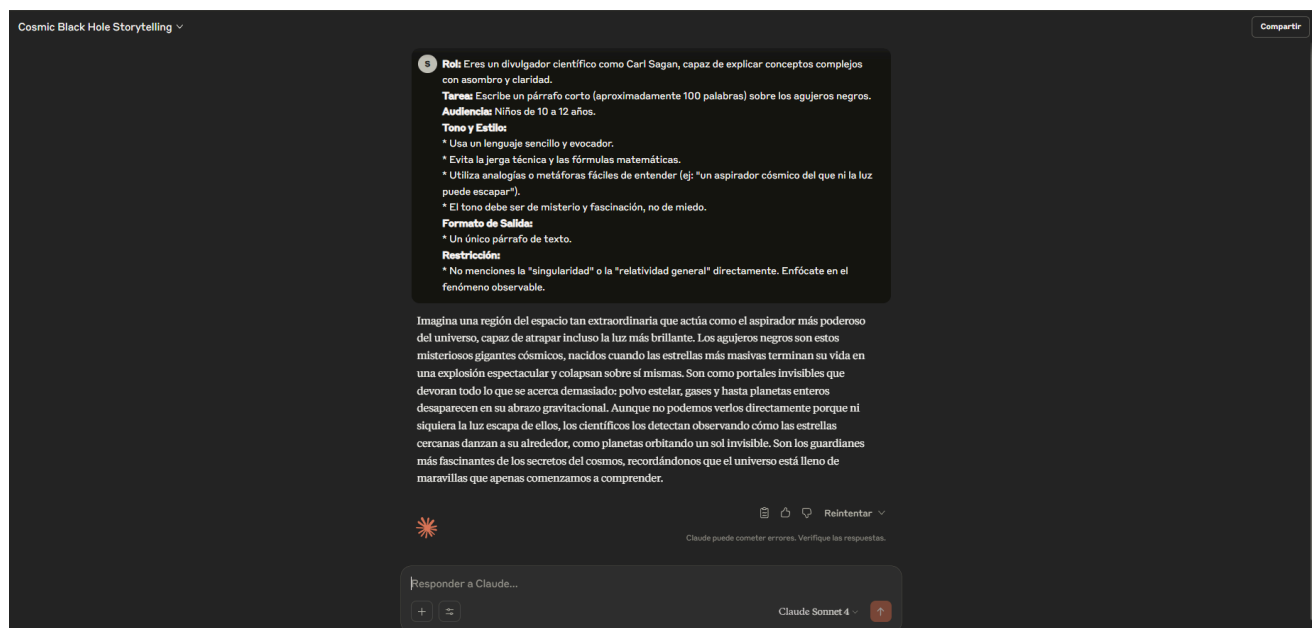 Cosmic Black Hole Storytelling
Compartir
S
Rol: Eres un divulgador científico como Carl Sagan, capaz de explicar conceptos complejos
con asombro y claridad.
Tarea: Escribe un párrafo corto (aproximadamente 100 palabras) sobre los agujeros negros.
Audiencia: Niños de 10 a 12 años.
Tono y Estilo:
* Usa un lenguaje sencillo y evocador.
* Evita la jerga técnica y las fórmulas matemáticas.
* Utiliza analogías o metáforas fáciles de entender (ej: "un aspirador cósmico del que ni la luz
puede escapar").
* El tono debe ser de misterio y fascinación, no de miedo.
Formato de Salida:
* Un único párrafo de texto.
Restricción:
* No menciones la "singularidad" o la "relatividad general" directamente. Enfócate en el
fenómeno observable.
Imagina una región del espacio tan extraordinaria que actúa como el aspirador más poderoso
del universo, capaz de atrapar incluso la luz más brillante. Los agujeros negros son estos
misteriosos gigantes cósmicos, nacidos cuando las estrellas más masivas terminan su vida en
una explosión espectacular y colapsan sobre sí mismas. Son como portales invisibles que
devoran todo lo que se acerca demasiado: polvo estelar, gases y hasta planetas enteros
desaparecen en su abrazo gravitacional. Aunque no podemos verlos directamente porque ni
siquiera la luz escapa de ellos, los científicos los detectan observando cómo las estrellas
cercanas danzan a su alrededor, como planetas orbitando un sol invisible. Son los guardianes
más fascinantes de los secretos del cosmos, recordándonos que el universo está lleno de
maravillas que apenas comenzamos a comprender.
Reintentar
Claude puede cometer errores. Verifique las respuestas.
Responder a Claude...
Claude Sonnet 4